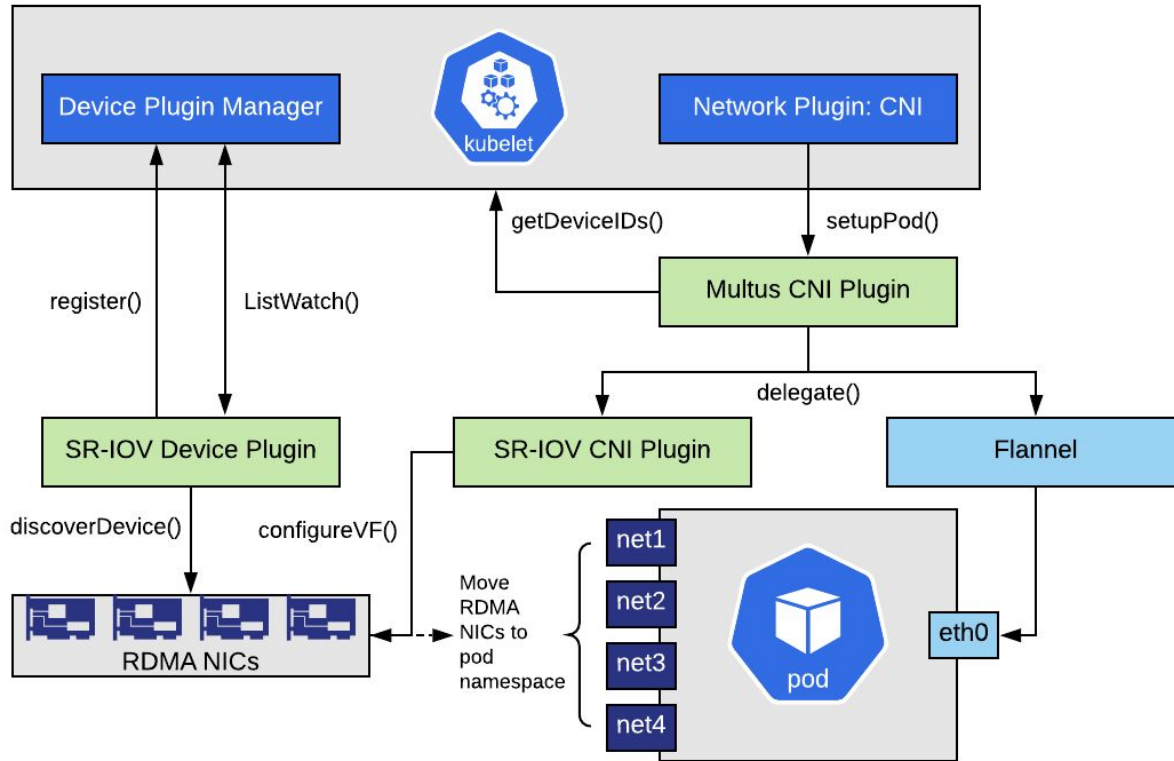 Device Plugin Manager
kubelet
Network Plugin: CNI
getDeviceIDs()
setupPod()
register()
ListWatch()
Multus CNI Plugin
delegate()
SR-IOV Device Plugin
SR-IOV CNI Plugin
Flannel
discoverDevice()
configureVF()
Move
RDMA
NICs to
pod
namespace
net1
net2
net3
net4
pod
eth0
RDMA NICs